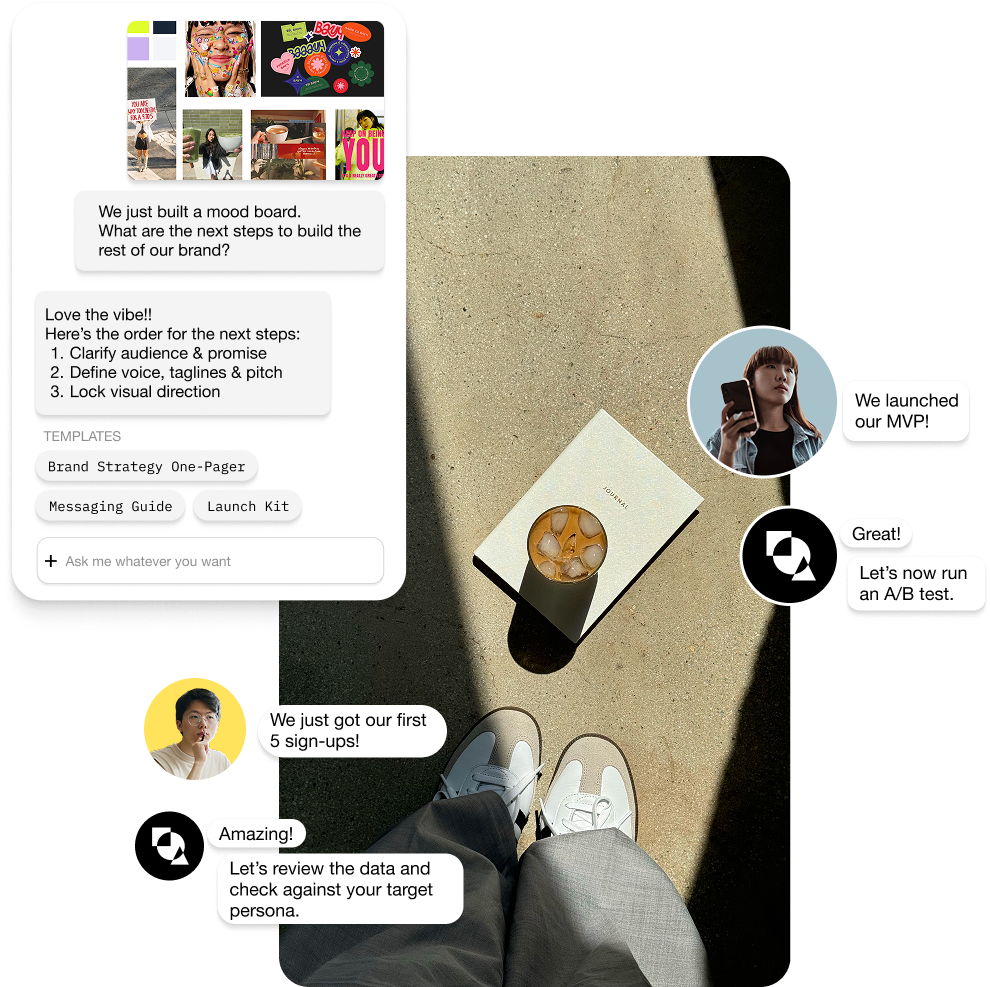 BAUU
YOU ARE
YOU
We just built a mood board.
What are the next steps to build the
rest of our brand?
Love the vibe!!
Here’s the order for the next steps:
1. Clarify audience & promise
2. Define voice, taglines & pitch
3. Lock visual direction
TEMPLATES
Brand Strategy One-Pager
Messaging Guide
Launch Kit
Ask me whatever you want
JOURNAL
We launched
our MVP!
Great!
Let’s now run
an A/B test.
We just got our first
5 sign-ups!
Amazing!
Let’s review the data and
check against your target
persona.